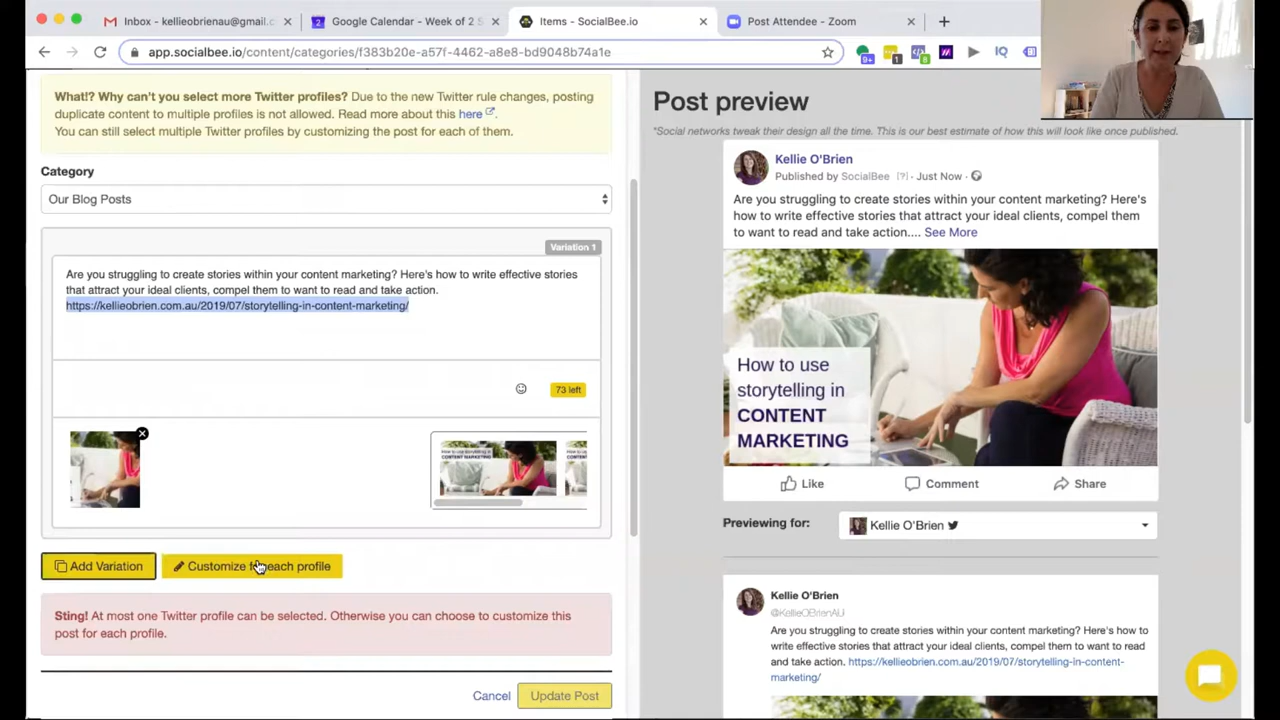 Inbox - kellieobrienau@gmail.c
Google Calendar - Week of 2 S
Items - SocialBee.io
Post Attendee - Zoom
app.socialbee.io/content/categories/f383b20e-a57f-4462-a8e8-bd9048b74a1e
9+
1
8
IQ
What!? Why can't you select more Twitter profiles? Due to the new Twitter rule changes, posting
duplicate content to multiple profiles is not allowed. Read more about this here
You can still select multiple Twitter profiles by customizing the post for each of them.
Category
Our Blog Posts
Variation 1
Are you struggling to create stories within your content marketing? Here's how to write effective stories
that attract your ideal clients, compel them to want to read and take action.
https://kellieobrien.com.au/2019/07/storytelling-in-content-marketing/
73 left
How to use storytelling in
CONTENT MARKETING
Add Variation
Customize for each profile
Sting! At most one Twitter profile can be selected. Otherwise you can choose to customize this
post for each profile.
Cancel
Update Post
Post preview
*Social networks tweak their design all the time. This is our best estimate of how this will look like once published.
Kellie O'Brien
Published by SocialBee [?] · Just Now ·
Are you struggling to create stories within your content marketing? Here's
how to write effective stories that attract your ideal clients, compel them
to want to read and take action.... See More
How to use
storytelling in
CONTENT
MARKETING
Like
Comment
Share
Previewing for:
Kellie O'Brien
Kellie O'Brien
@KellieOBrienAU
Are you struggling to create stories within your content marketing? Here's how to
write effective stories that attract your ideal clients, compel them to want to read
and take action. https://kellieobrien.com.au/2019/07/storytelling-in-content-
marketing/